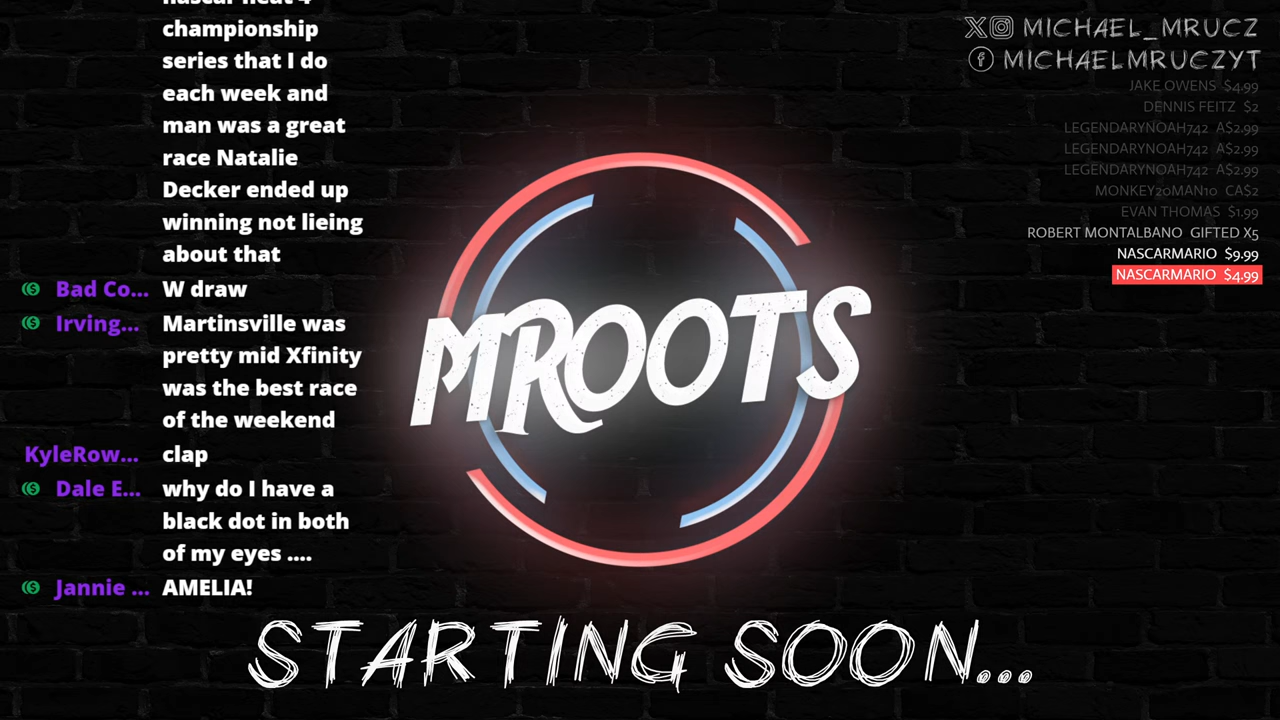 nascar heat 4
championship
series that I do
each week and
man was a great
race Natalie
Decker ended up
winning not lieing
about that
Bad Co... W draw
Irving... Martinsville was
pretty mid Xfinity
was the best race
of the weekend
KyleRow... clap
Dale E... why do I have a
black dot in both
of my eyes ....
Jannie ... AMELIA!
MROOTS
STARTING SOON...
MICHAEL_MRUCZ
MICHAELMRUCZYT
JAKE OWENS $4.99
DENNIS FEITZ $2
LEGENDARYNOAH742 A$2.99
LEGENDARYNOAH742 A$2.99
LEGENDARYNOAH742 A$2.99
MONKEY20MAN10 CA$2
EVAN THOMAS $1.99
ROBERT MONTALBANO GIFTED X5
NASCARMARIO $9.99
NASCARMARIO $4.99